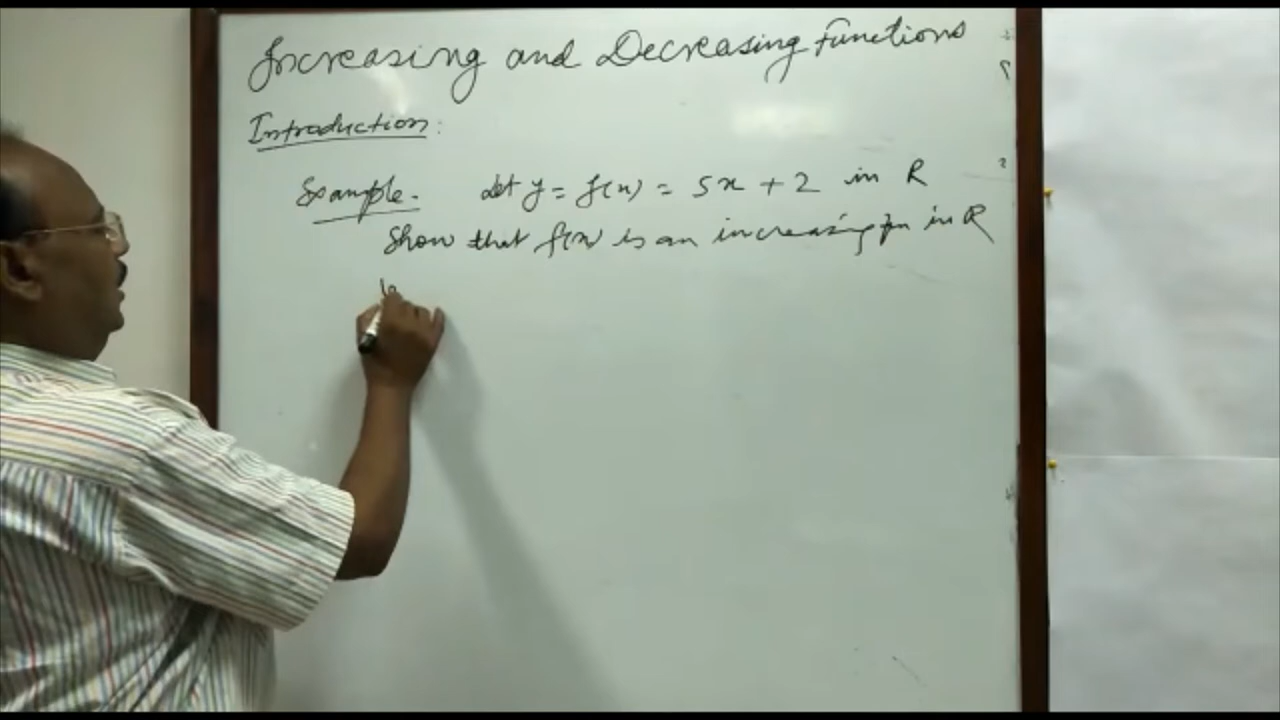 Increasing and Decreasing Functions
Introduction:
Example. Let y = f(x) = 5x + 2 in R
Show that f(x) is an increasing fn in R